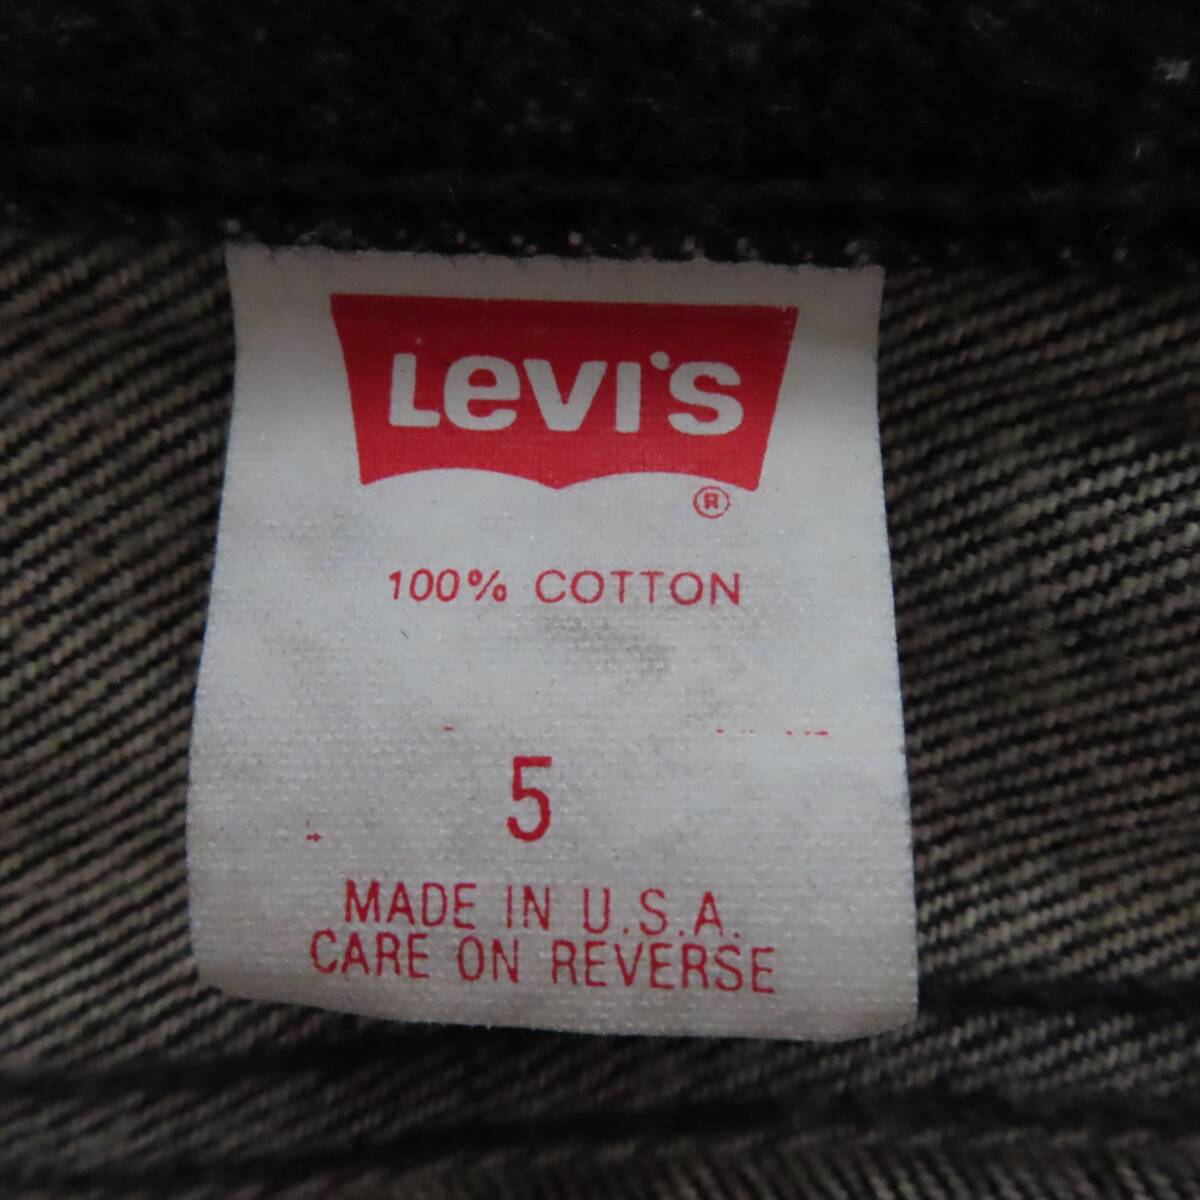 Levi's
®
100% COTTON
5
MADE IN U.S.A.
CARE ON REVERSE